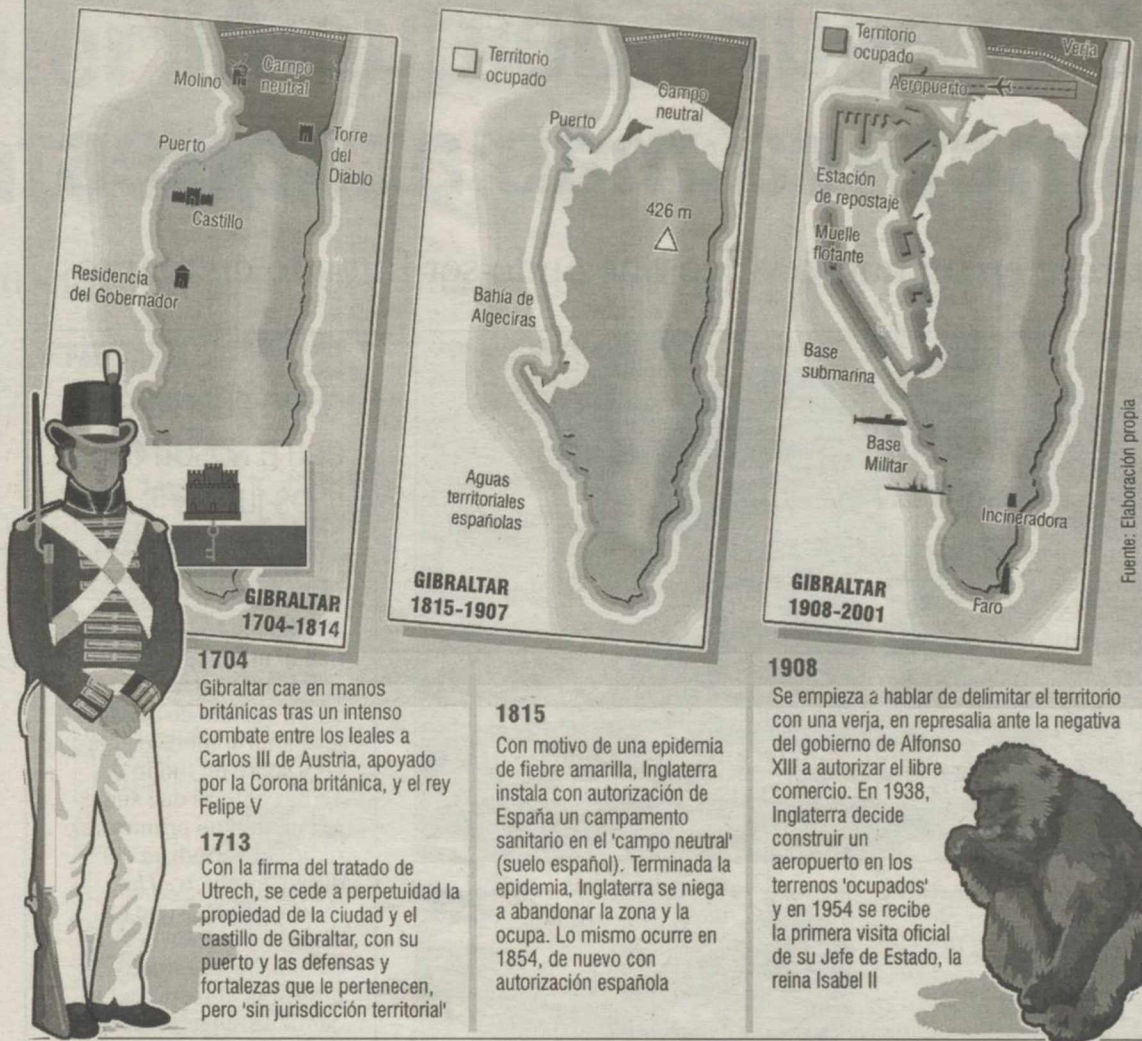 Molino
Campo
neutral
Puerto
Torre
del
Diablo
Castillo
Residencia
del Gobernador
GIBRALTAR
1704-1814
Territorio
ocupado
Campo
neutral
Puerto
426 m
Bahía de
Algeciras
Aguas
territoriales
españolas
GIBRALTAR
1815-1907
Territorio
ocupado
Verja
Aeropuerto
Estación
de repostaje
Muelle
flotante
Base
submarina
Base
Militar
Incineradora
Faro
GIBRALTAR
1908-2001
Fuente: Elaboración propia
1704
Gibraltar cae en manos
británicas tras un intenso
combate entre los leales a
Carlos III de Austria, apoyado
por la Corona británica, y el rey
Felipe V
1713
Con la firma del tratado de
Utrech, se cede a perpetuidad la
propiedad de la ciudad y el
castillo de Gibraltar, con su
puerto y las defensas y
fortalezas que le pertenecen,
pero 'sin jurisdicción territorial'
1815
Con motivo de una epidemia
de fiebre amarilla, Inglaterra
instala con autorización de
España un campamento
sanitario en el 'campo neutral'
(suelo español). Terminada la
epidemia, Inglaterra se niega
a abandonar la zona y la
ocupa. Lo mismo ocurre en
1854, de nuevo con
autorización española
1908
Se empieza a hablar de delimitar el territorio
con una verja, en represalia ante la negativa
del gobierno de Alfonso
XIII a autorizar el libre
comercio. En 1938,
Inglaterra decide
construir un
aeropuerto en los
terrenos 'ocupados'
y en 1954 se recibe
la primera visita oficial
de su Jefe de Estado, la
reina Isabel II